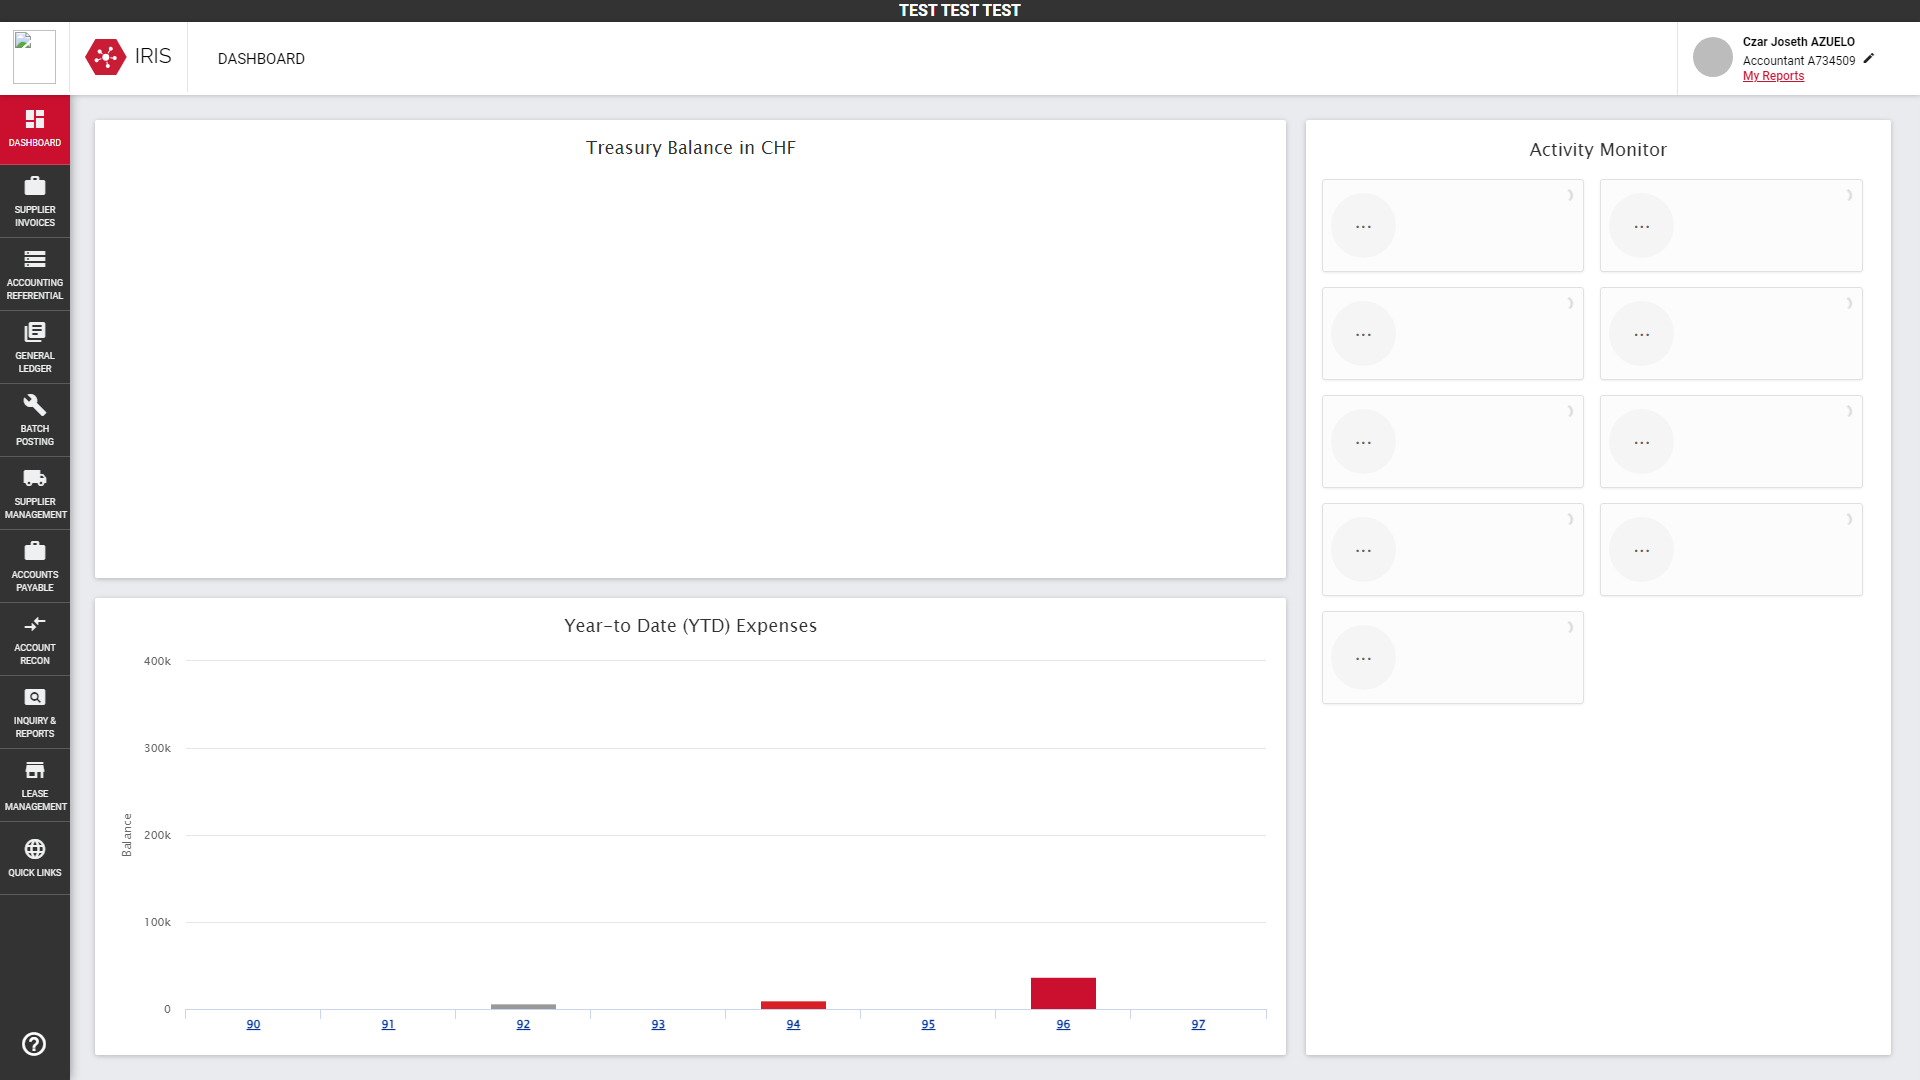 TEST TEST TEST
IRIS
DASHBOARD
Czar Joseth AZUELO
Accountant A734509
My Reports
DASHBOARD
SUPPLIER
INVOICES
ACCOUNTING
REFERENTIAL
GENERAL
LEDGER
BATCH
POSTING
SUPPLIER
MANAGEMENT
ACCOUNTS
PAYABLE
ACCOUNT
RECON
INQUIRY &
REPORTS
LEASE
MANAGEMENT
QUICK LINKS
Treasury Balance in CHF
Year-to Date (YTD) Expenses
Balance
400k
300k
200k
100k
0
90 91 92 93 94 95 96 97
Activity Monitor
... ...
... ...
... ...
... ...
...